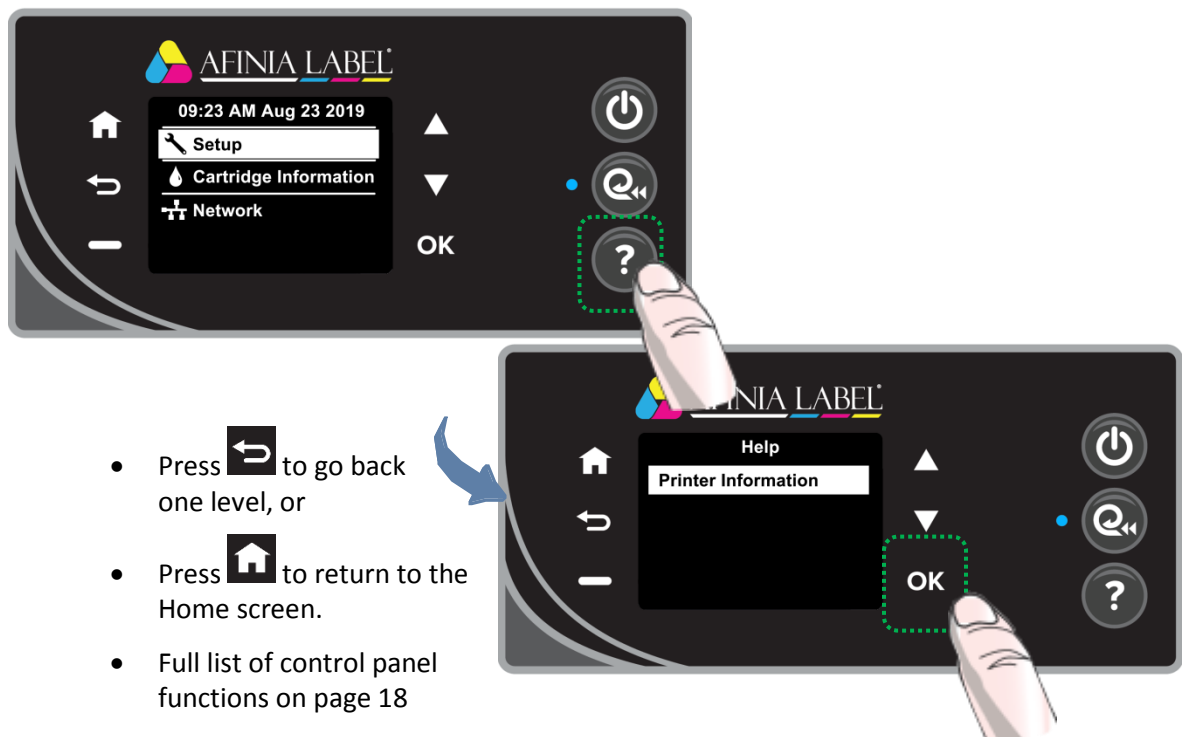 AFINIA LABEL
09:23 AM Aug 23 2019
Setup
Cartridge Information
Network
OK
?
AFINIA LABEL
Help
Printer Information
OK
?
• Press to go back
one level, or
• Press to return to the
Home screen.
• Full list of control panel
functions on page 18